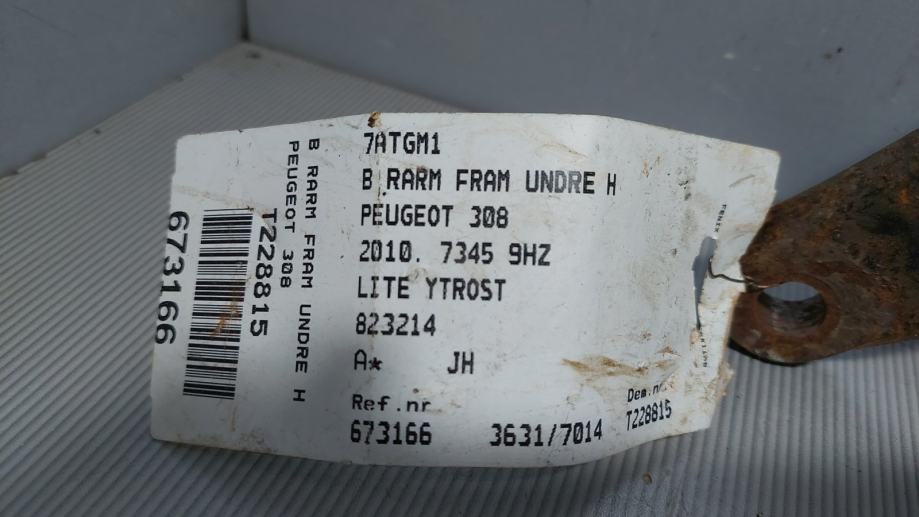 7ATGM1
B RARM FRAM UNDRE H
PEUGEOT 308
2010. 7345 9HZ
LITE YTROST
823214
A* JH
Ref.nr
673166 3631/7014
Dem.nr
T228815
B RARM FRAM UNDRE H
PEUGEOT 308
T228815
673166
FENIX